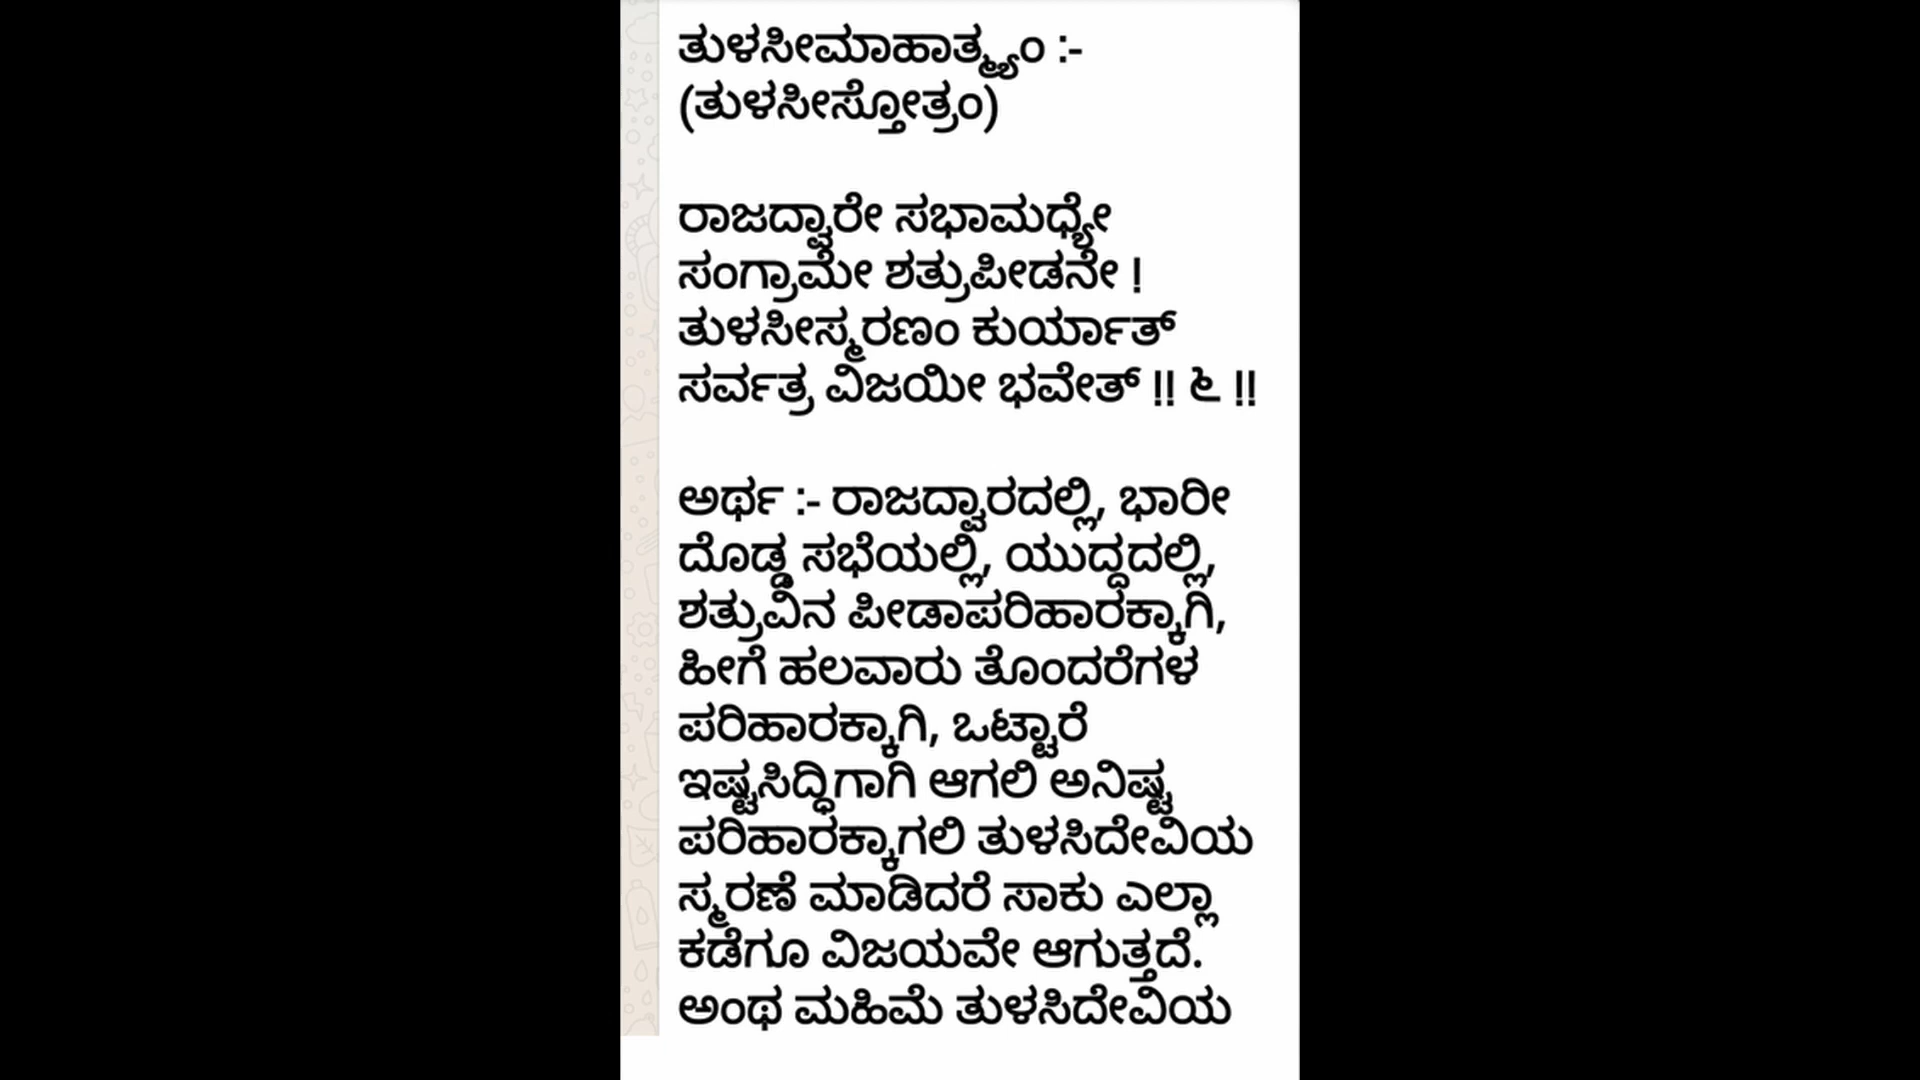 ತುಳಸೀಮಾಹಾತ್ಮ್ಯಂ :-
(ತುಳಸೀಸ್ತೋತ್ರಂ)
ರಾಜದ್ವಾರೇ ಸಭಾಮಧ್ಯೇ
ಸಂಗ್ರಾಮೇ ಶತ್ರುಪೀಡನೇ !
ತುಳಸೀಸ್ಮರಣಂ ಕುರ್ಯಾತ್
ಸರ್ವತ್ರ ವಿಜಯೀ ಭವೇತ್ !! ೬ !!
ಅರ್ಥ :- ರಾಜದ್ವಾರದಲ್ಲಿ, ಭಾರೀ
ದೊಡ್ಡ ಸಭೆಯಲ್ಲಿ, ಯುದ್ಧದಲ್ಲಿ,
ಶತ್ರುವಿನ ಪೀಡಾಪರಿಹಾರಕ್ಕಾಗಿ,
ಹೀಗೆ ಹಲವಾರು ತೊಂದರೆಗಳ
ಪರಿಹಾರಕ್ಕಾಗಿ, ಒಟ್ಟಾರೆ
ಇಷ್ಟಸಿದ್ಧಿಗಾಗಿ ಆಗಲಿ ಅನಿಷ್ಟ
ಪರಿಹಾರಕ್ಕಾಗಲಿ ತುಳಸಿದೇವಿಯ
ಸ್ಮರಣೆ ಮಾಡಿದರೆ ಸಾಕು ಎಲ್ಲಾ
ಕಡೆಗೂ ವಿಜಯವೇ ಆಗುತ್ತದೆ.
ಅಂಥ ಮಹಿಮೆ ತುಳಸಿದೇವಿಯ